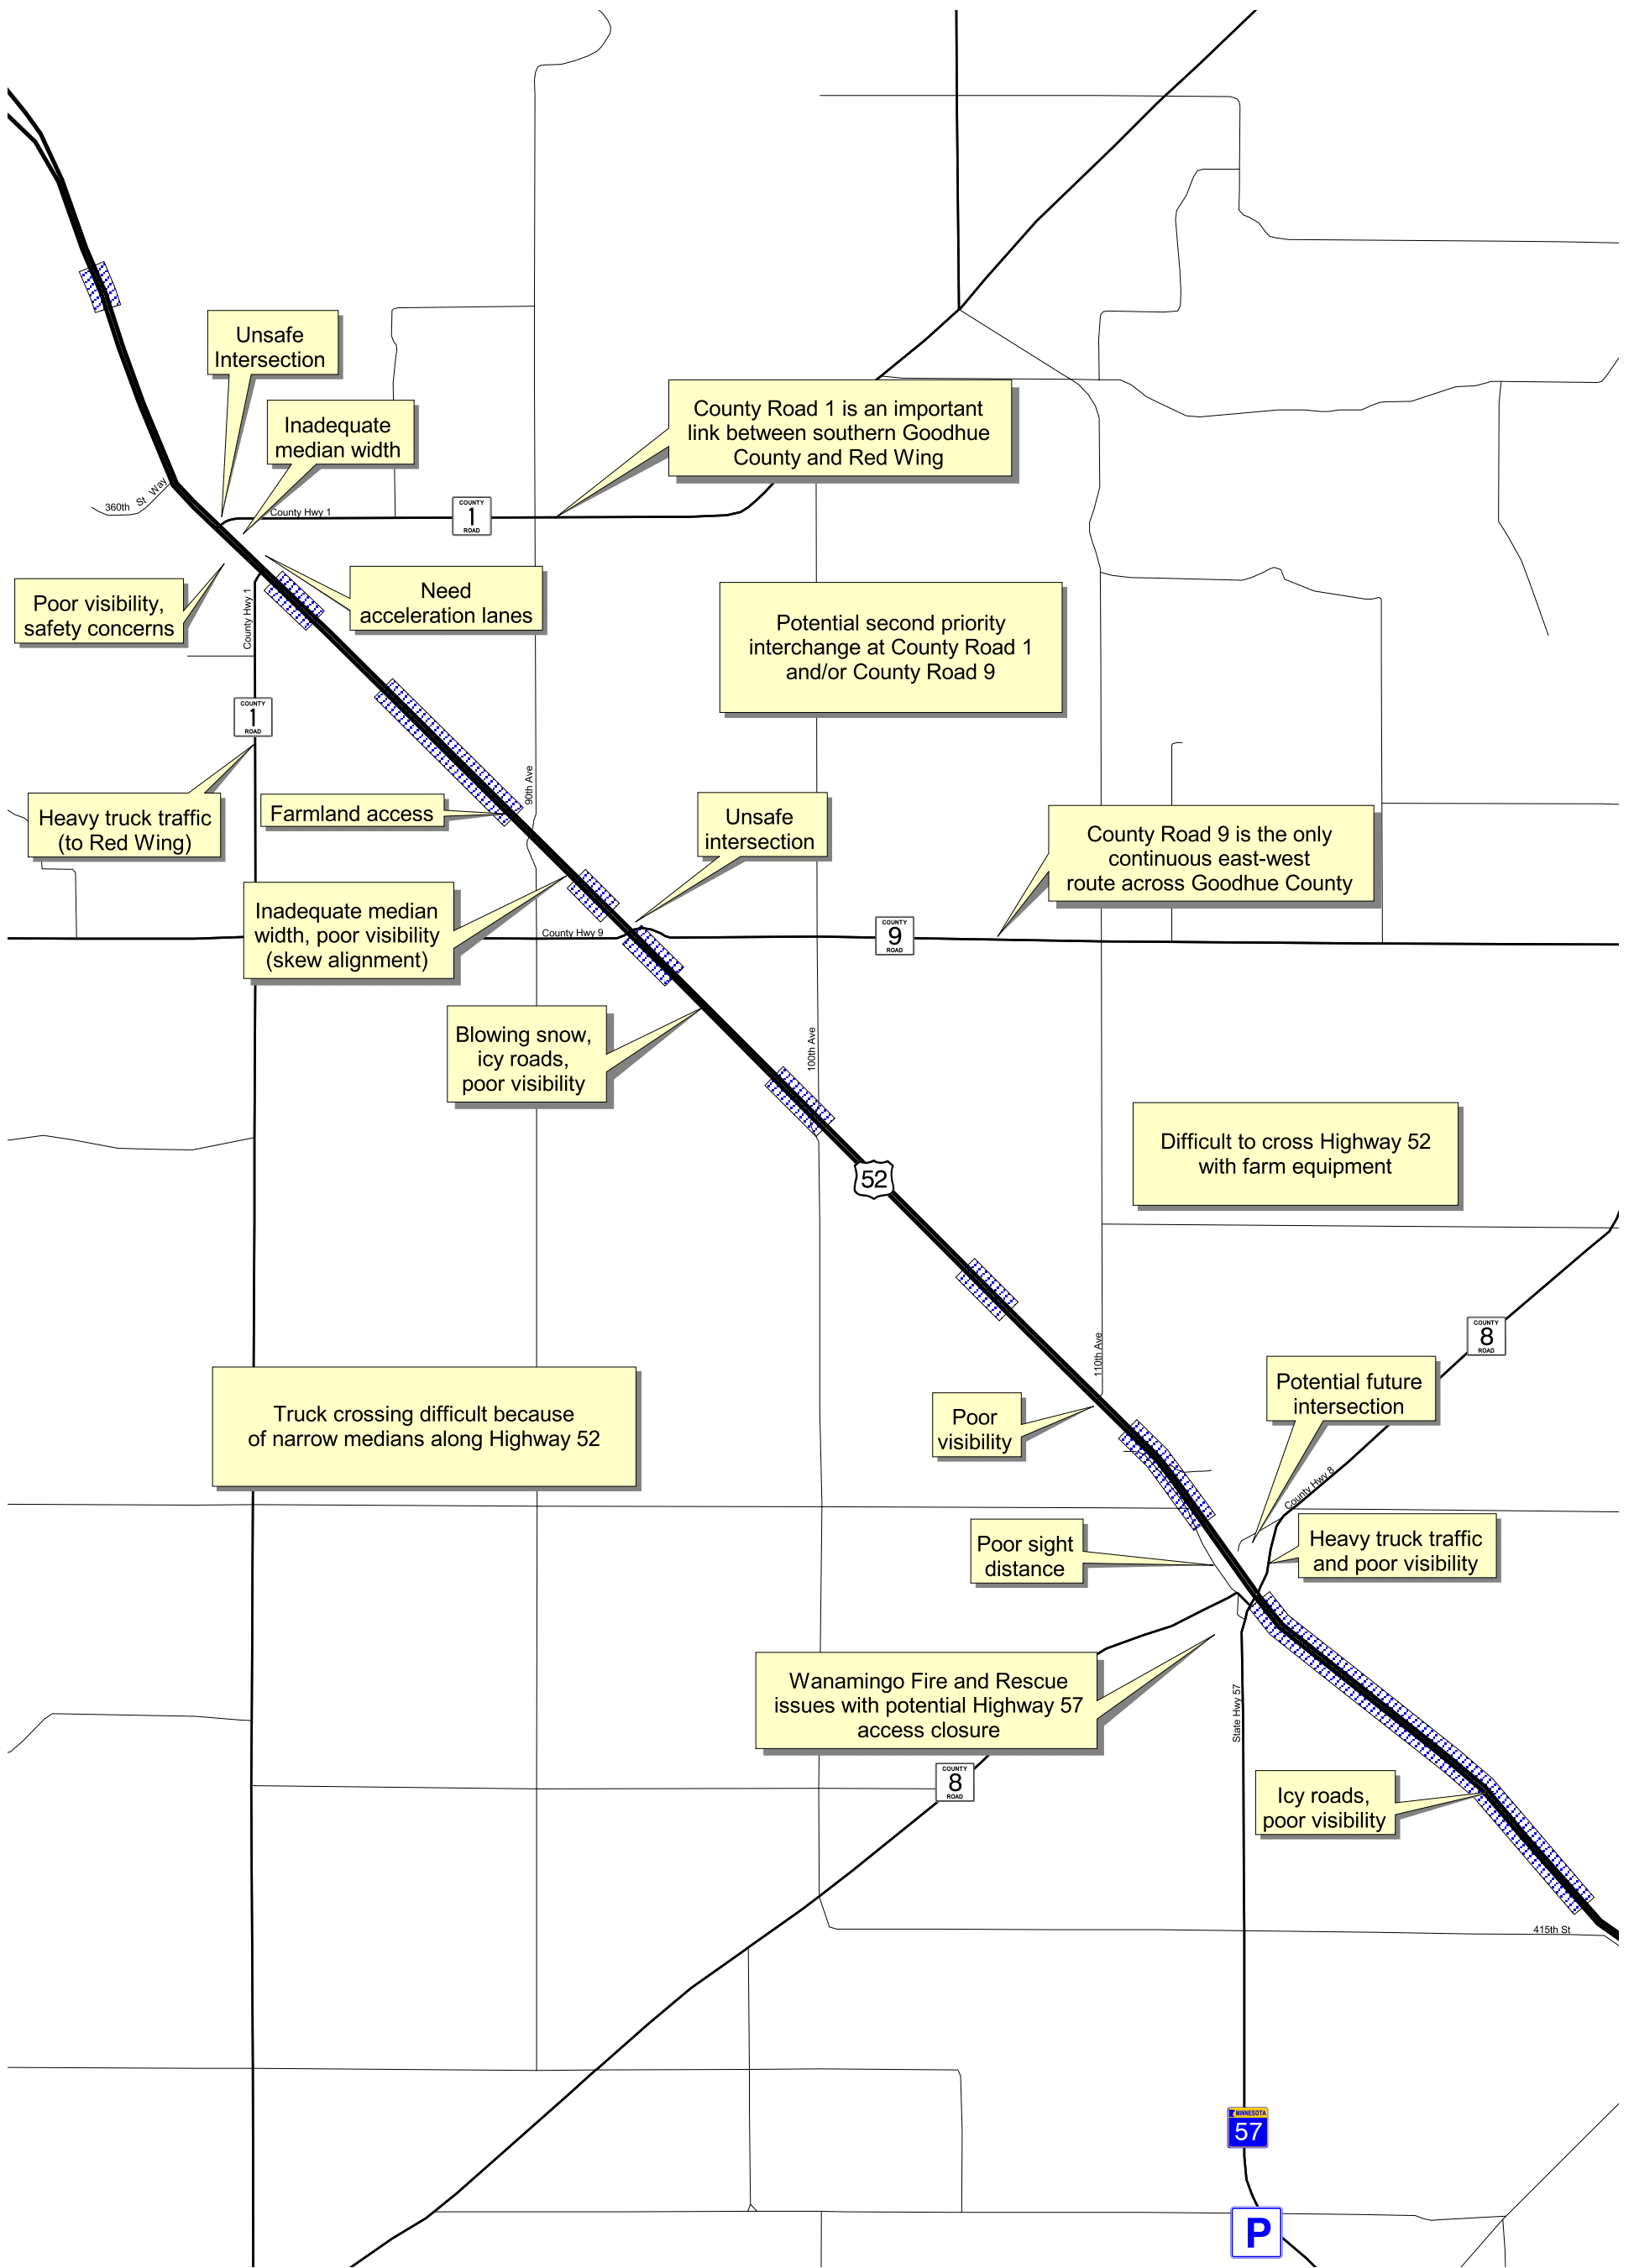 Unsafe
Intersection
Inadequate
median width
County Road 1 is an important
link between southern Goodhue
County and Red Wing
360th St Way
County Hwy 1
COUNTY
1
ROAD
Need
acceleration lanes
Poor visibility,
safety concerns
County Hwy 1
Potential second priority
interchange at County Road 1
and/or County Road 9
COUNTY
1
ROAD
90th Ave
Heavy truck traffic
(to Red Wing)
Farmland access
Unsafe
intersection
County Road 9 is the only
continuous east-west
route across Goodhue County
Inadequate median
width, poor visibility
(skew alignment)
County Hwy 9
COUNTY
9
ROAD
Blowing snow,
icy roads,
poor visibility
100th Ave
Difficult to cross Highway 52
with farm equipment
52
COUNTY
8
ROAD
110th Ave
Potential future
intersection
Truck crossing difficult because
of narrow medians along Highway 52
Poor
visibility
County Hwy 8
Poor sight
distance
Heavy truck traffic
and poor visibility
Wanamingo Fire and Rescue
issues with potential Highway 57
access closure
State Hwy 57
COUNTY
8
ROAD
Icy roads,
poor visibility
415th St
MINNESOTA
57
P